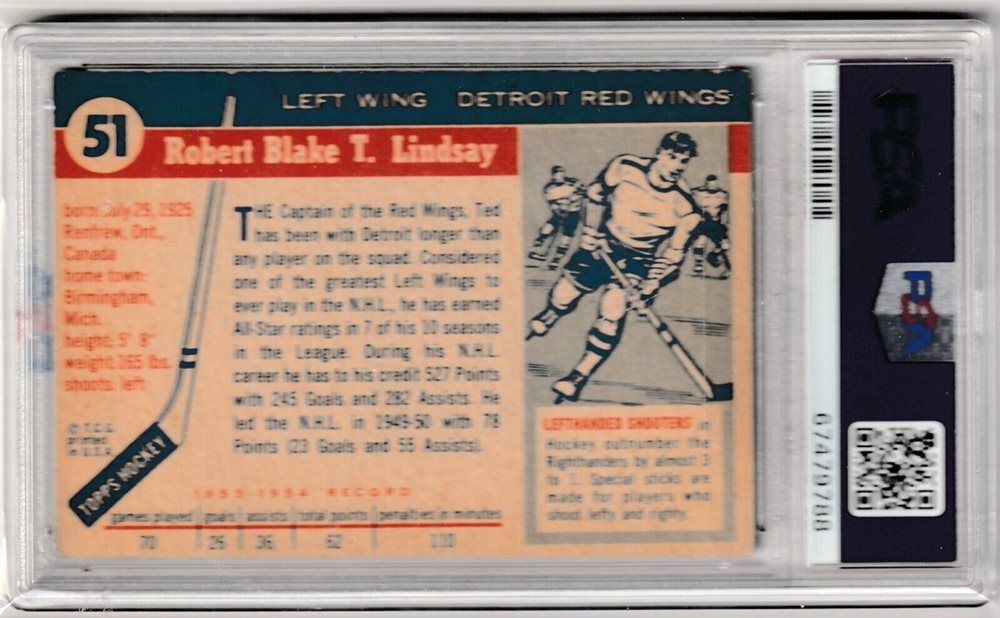 LEFT WING DETROIT RED WINGS
51
Robert Blake T. Lindsay
born: July 29, 1925
Renfrew, Ont.,
Canada
home town:
Birmingham,
Mich.
height: 5' 8"
weight: 165 lbs.
shoots: left
© T.C.G.
printed
in U.S.A.
TOPPS HOCKEY
THE Captain of the Red Wings, Ted
has been with Detroit longer than
any player on the squad. Considered
one of the greatest Left Wings to
ever play in the N.H.L., he has earned
All-Star ratings in 7 of his 10 seasons
in the League. During his N.H.L.
career he has to his credit 527 Points
with 245 Goals and 282 Assists. He
led the N.H.L. in 1949-50 with 78
Points (23 Goals and 55 Assists).
LEFTHANDED SHOOTERS in
Hockey outnumber the
Righthanders by almost 3
to 1. Special sticks are
made for players who
shoot lefty and righty.
1953-1954 RECORD
games played goals assists total points penalties in minutes
70 26 36 62 110
PSA
PSA
67479788